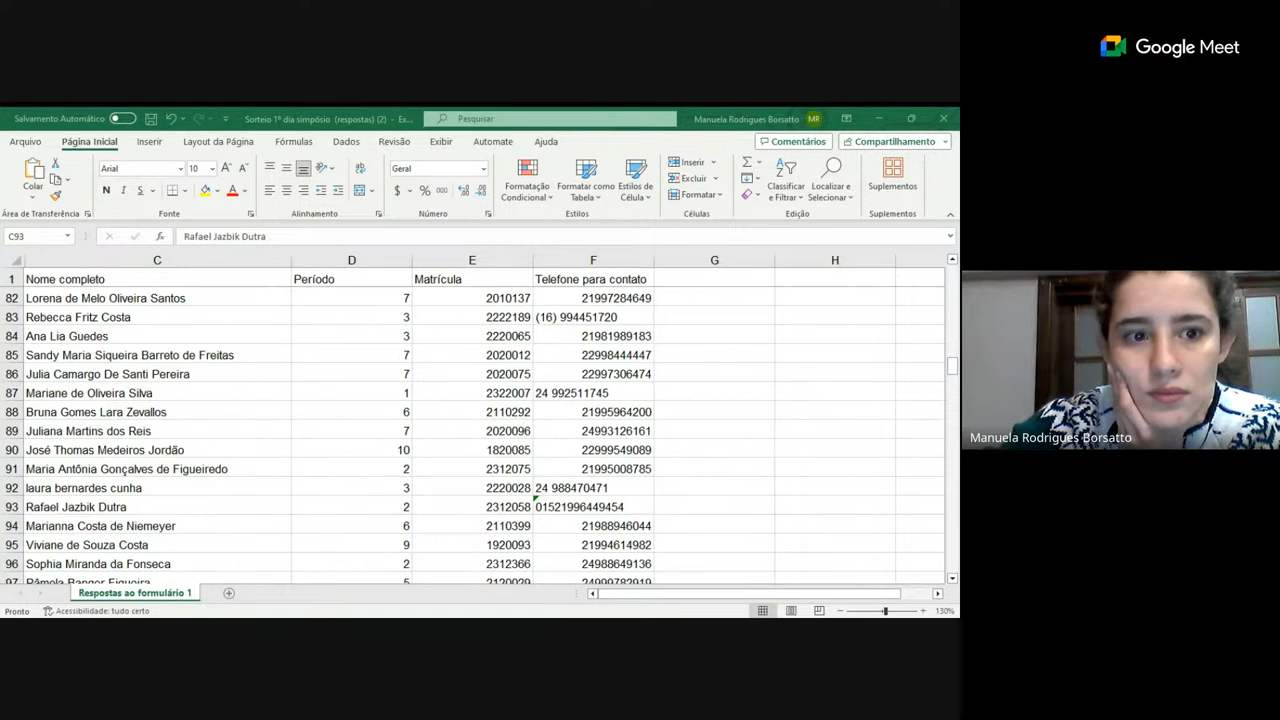 Google Meet
Salvamento Automático
Sorteio 1º dia simpósio (respostas) (2) - Ex...
Pesquisar
Manuela Rodrigues Borsatto MR
Arquivo Página Inicial Inserir Layout da Página Fórmulas Dados Revisão Exibir Automate Ajuda Comentários Compartilhamento
Colar
Arial 10
N I S
Geral
Formatação Condicional
Formatar como Tabela
Estilos de Célula
Inserir
Excluir
Formatar
Classificar e Filtrar
Localizar e Selecionar
Suplementos
Área de Transferência Fonte Alinhamento Número Estilos Células Edição Suplementos
C93 fx Rafael Jazbik Dutra
C D E F G H
1 Nome completo Período Matrícula Telefone para contato
82 Lorena de Melo Oliveira Santos 7 2010137 21997284649
83 Rebecca Fritz Costa 3 2222189 (16) 994451720
84 Ana Lia Guedes 3 2220065 21981989183
85 Sandy Maria Siqueira Barreto de Freitas 7 2020012 22998444447
86 Julia Camargo De Santi Pereira 7 2020075 22997306474
87 Mariane de Oliveira Silva 1 2322007 24 992511745
88 Bruna Gomes Lara Zevallos 6 2110292 21995964200
89 Juliana Martins dos Reis 7 2020096 24993126161
90 José Thomas Medeiros Jordão 10 1820085 22999549089
91 Maria Antônia Gonçalves de Figueiredo 2 2312075 21995008785
92 laura bernardes cunha 3 2220028 24 988470471
93 Rafael Jazbik Dutra 2 2312058 01521996449454
94 Marianna Costa de Niemeyer 6 2110399 21988946044
95 Viviane de Souza Costa 9 1920093 21994614982
96 Sophia Miranda da Fonseca 2 2312366 24988649136
97 Pâmela Banger Figueira 5 2120029 24999782919
Respostas ao formulário 1
Pronto Acessibilidade: tudo certo 130%
Manuela Rodrigues Borsatto